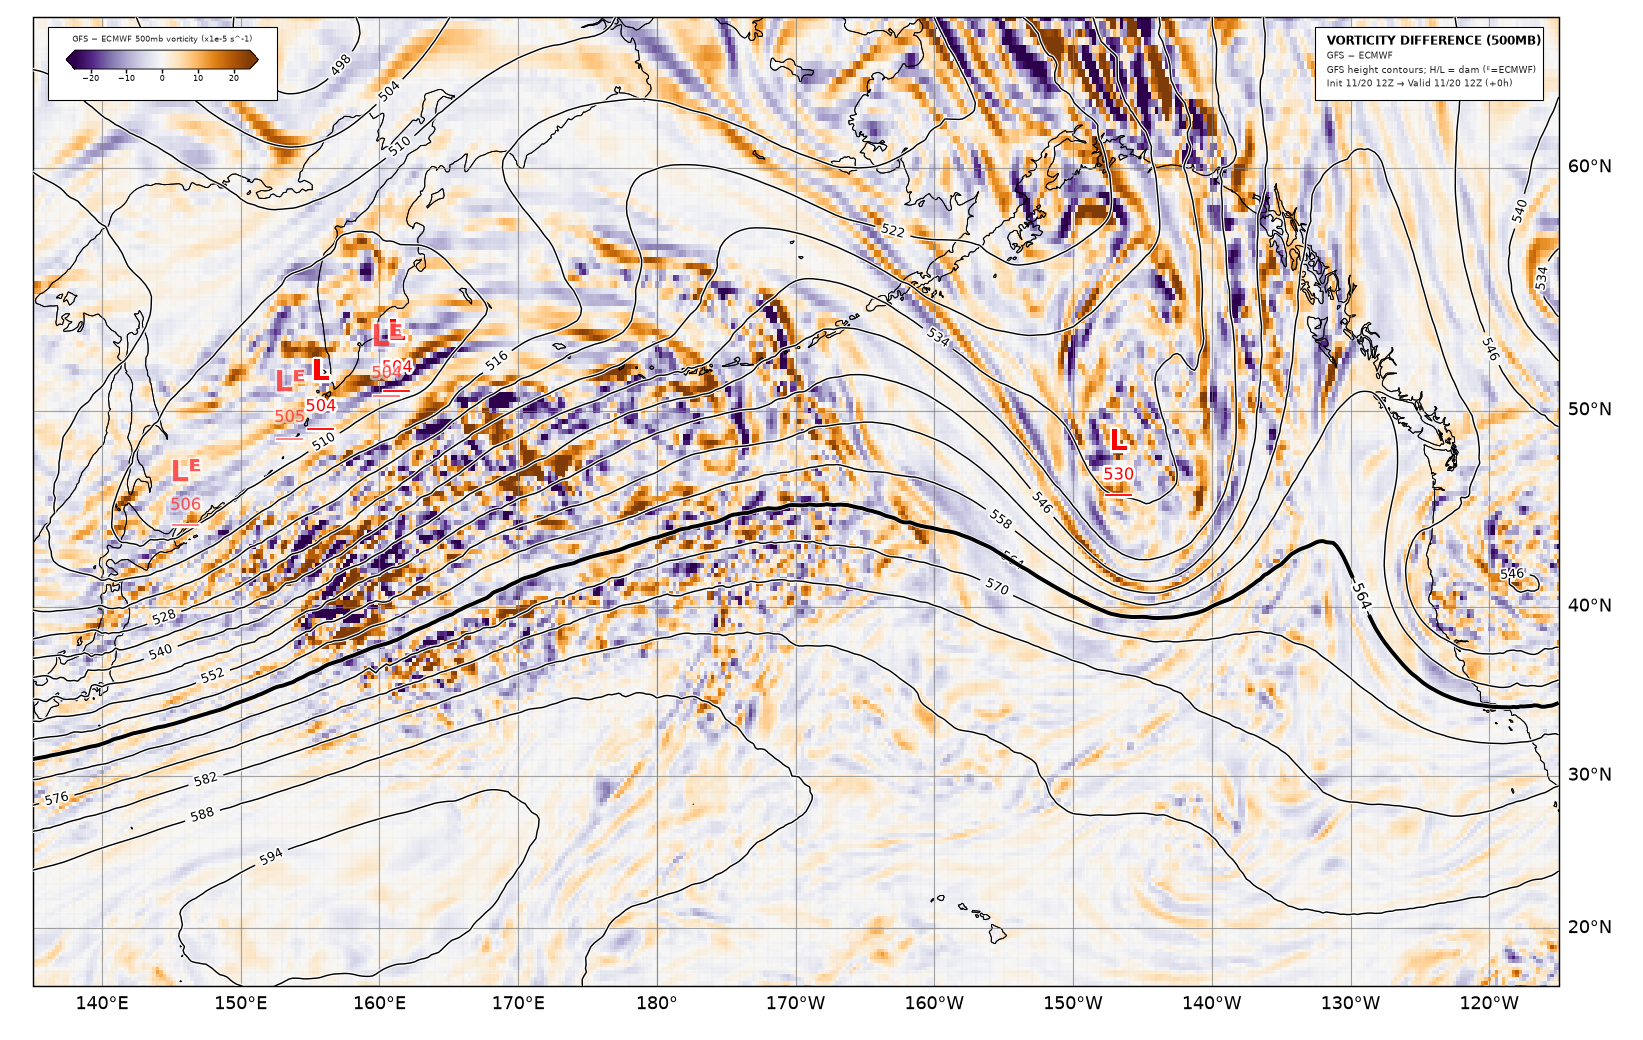 GFS − ECMWF 500mb vorticity (x1e-5 s^-1)
−20 −10 0 10 20
VORTICITY DIFFERENCE (500MB)
GFS − ECMWF
GFS height contours; H/L = dam (ᴱ=ECMWF)
Init 11/20 12Z → Valid 11/20 12Z (+0h)
498
504
510
522
540
534
534
516
546
L
LE
504
L
504
LE
505
510
LE
506
L
530
546
558
570
546
564
528
540
552
576
582
588
594
60°N
50°N
40°N
30°N
20°N
140°E 150°E 160°E 170°E 180° 170°W 160°W 150°W 140°W 130°W 120°W